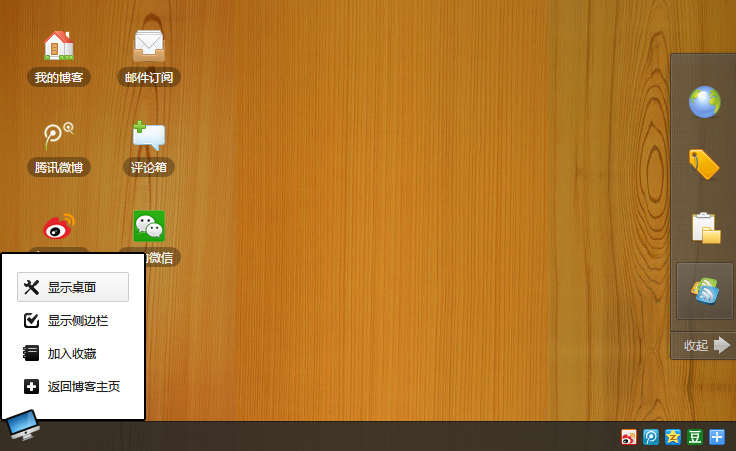 我的博客
邮件订阅
腾讯微博
评论箱
微信
显示桌面
显示侧边栏
加入收藏
返回博客主页
收起
豆